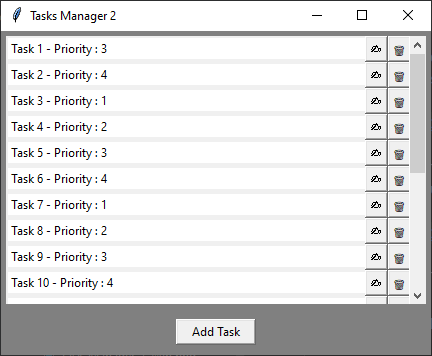 Tasks Manager 2
Task 1 - Priority : 3
Task 2 - Priority : 4
Task 3 - Priority : 1
Task 4 - Priority : 2
Task 5 - Priority : 3
Task 6 - Priority : 4
Task 7 - Priority : 1
Task 8 - Priority : 2
Task 9 - Priority : 3
Task 10 - Priority : 4
Add Task